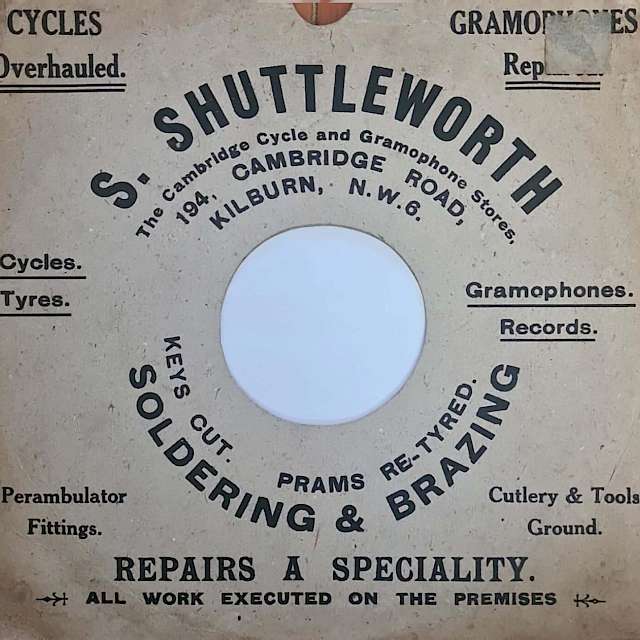 CYCLES
Overhauled.
GRAMOPHONES
S. SHUTTLEWORTH
The Cambridge Cycle and Gramophone Stores,
194, CAMBRIDGE ROAD,
KILBURN, N.W.6.
Cycles.
Tyres.
Gramophones.
Records.
KEYS CUT. PRAMS RE-TYRED.
SOLDERING & BRAZING
Perambulator
Fittings.
Cutlery & Tools
Ground.
REPAIRS A SPECIALITY.
ALL WORK EXECUTED ON THE PREMISES